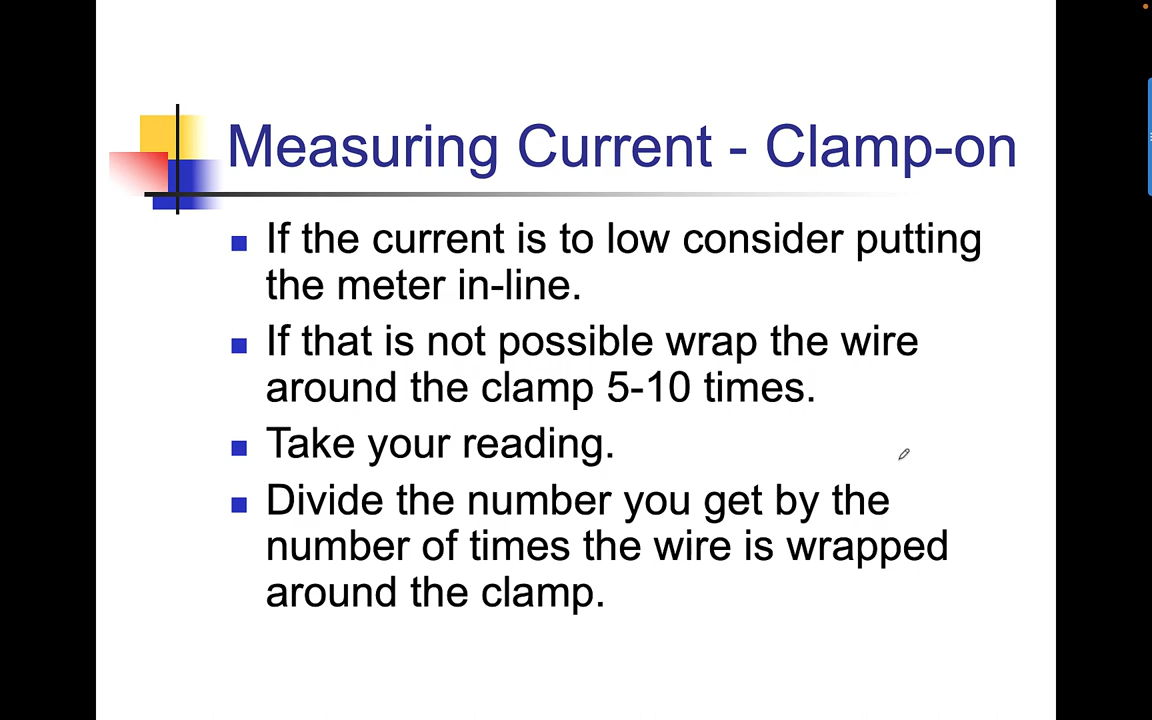 Measuring Current - Clamp-on
If the current is to low consider putting
the meter in-line.
If that is not possible wrap the wire
around the clamp 5-10 times.
Take your reading.
Divide the number you get by the
number of times the wire is wrapped
around the clamp.